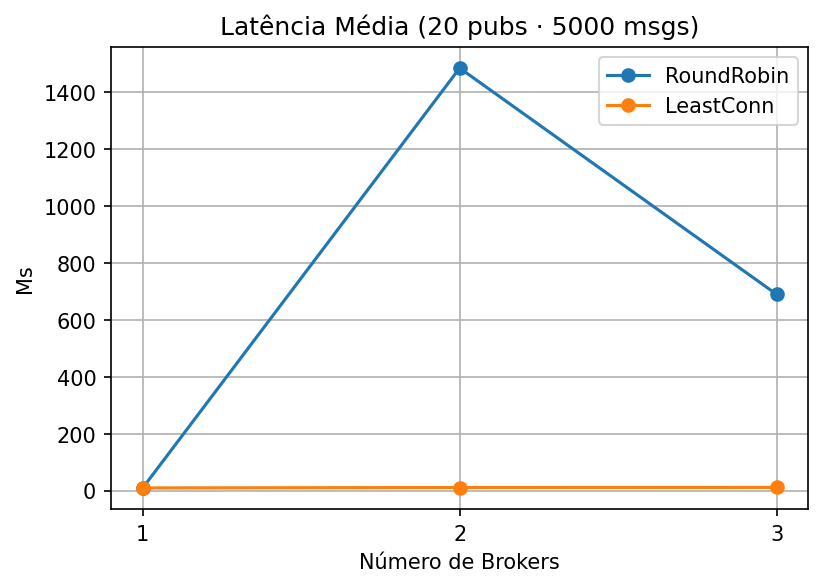 Latência Média (20 pubs · 5000 msgs)
RoundRobin
LeastConn
Ms
1400
1200
1000
800
600
400
200
0
1
2
3
Número de Brokers